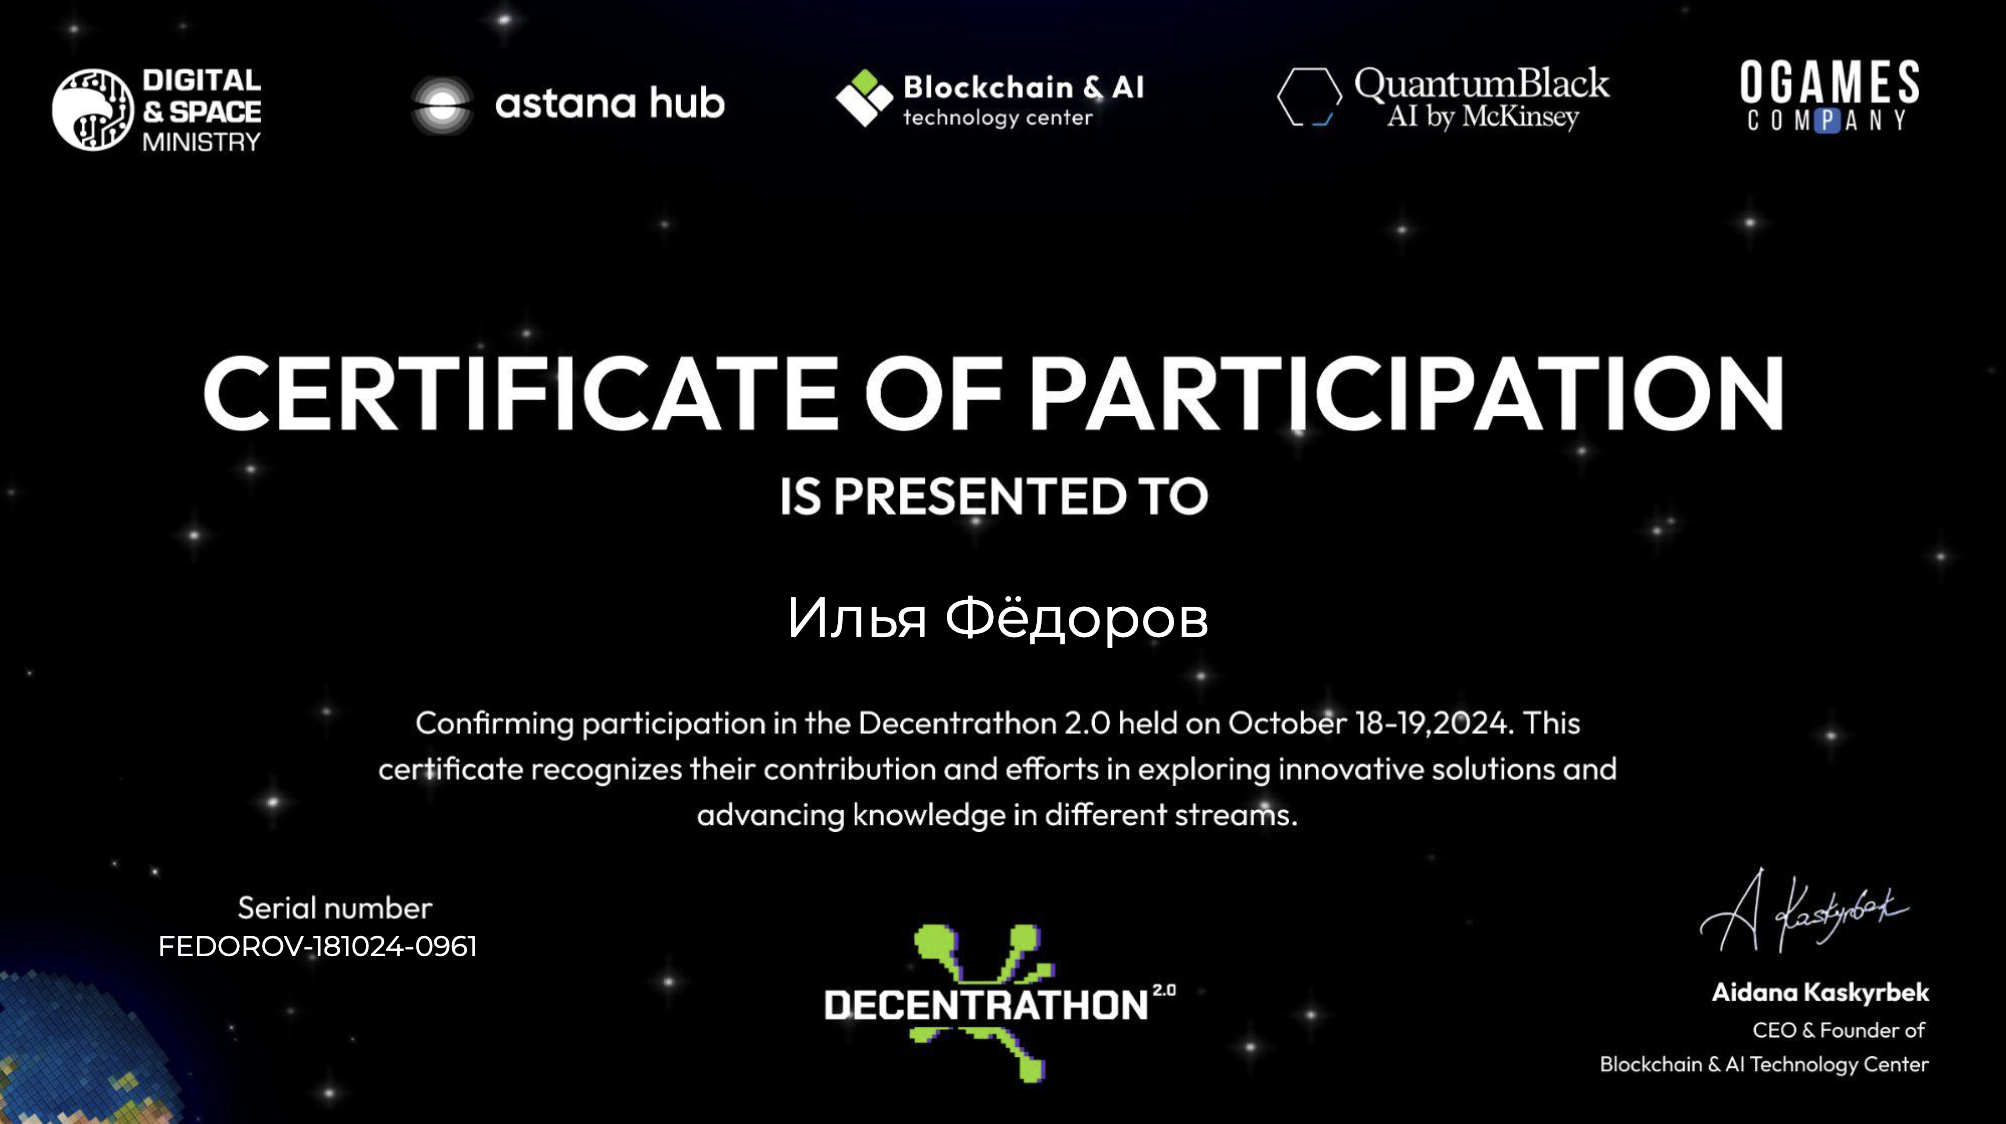 DIGITAL
& SPACE
MINISTRY
astana hub
Blockchain & AI
technology center
QuantumBlack
AI by McKinsey
OGAMES
COMPANY
CERTIFICATE OF PARTICIPATION
IS PRESENTED TO
Илья Фёдоров
Confirming participation in the Decentrathon 2.0 held on October 18-19,2024. This
certificate recognizes their contribution and efforts in exploring innovative solutions and
advancing knowledge in different streams.
Serial number
FEDOROV-181024-0961
DECENTRATHON 2.0
A Kaskyrbek
Aidana Kaskyrbek
CEO & Founder of
Blockchain & AI Technology Center